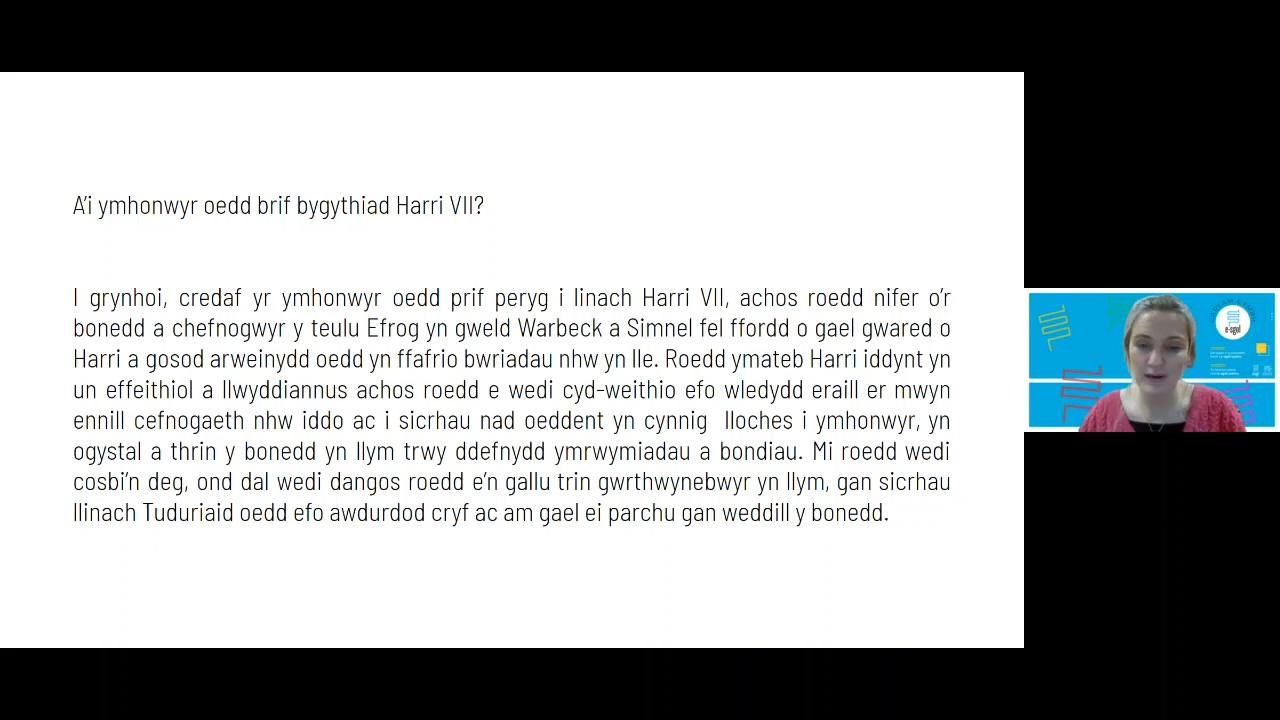 A'i ymhonwyr oedd brif bygythiad Harri VII?
I grynhoi, credaf yr ymhonwyr oedd prif peryg i linach Harri VII, achos roedd nifer o'r
bonedd a chefnogwyr y teulu Efrog yn gweld Warbeck a Simnel fel ffordd o gael gwared o
Harri a gosod arweinydd oedd yn ffafrio bwriadau nhw yn lle. Roedd ymateb Harri iddynt yn
un effeithiol a llwyddiannus achos roedd e wedi cyd-weithio efo wledydd eraill er mwyn
ennill cefnogaeth nhw iddo ac i sicrhau nad oeddent yn cynnig lloches i ymhonwyr, yn
ogystal a thrin y bonedd yn llym trwy ddefnydd ymrwymiadau a bondiau. Mi roedd wedi
cosbi'n deg, ond dal wedi dangos roedd e'n gallu trin gwrthwynebwyr yn llym, gan sicrhau
llinach Tuduriaid oedd efo awdurdod cryf ac am gael ei parchu gan weddill y bonedd.
e-sgol